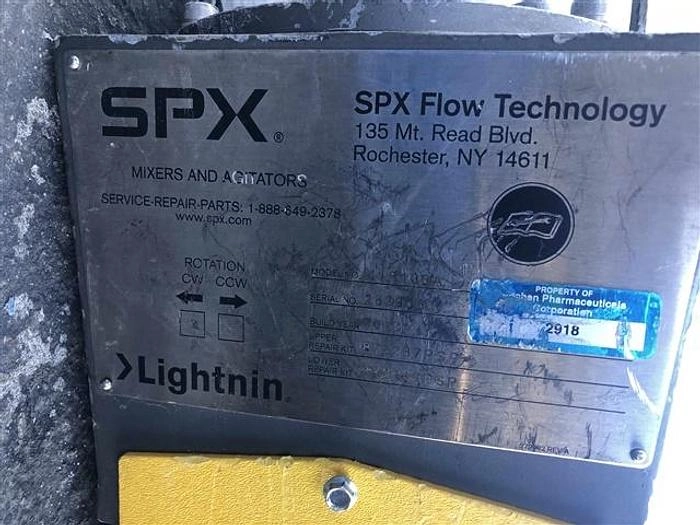 SPX®
SPX Flow Technology
135 Mt. Read Blvd.
Rochester, NY 14611
MIXERS AND AGITATORS
SERVICE-REPAIR-PARTS: 1-888-649-2378
www.spx.com
ROTATION
CW CCW
MODEL NO.
SERIAL NO.
BUILD YEAR
UPPER
REPAIR KIT
LOWER
REPAIR KIT
Lightnin®
PROPERTY OF
Pharmaceuticals
Corporation
2918